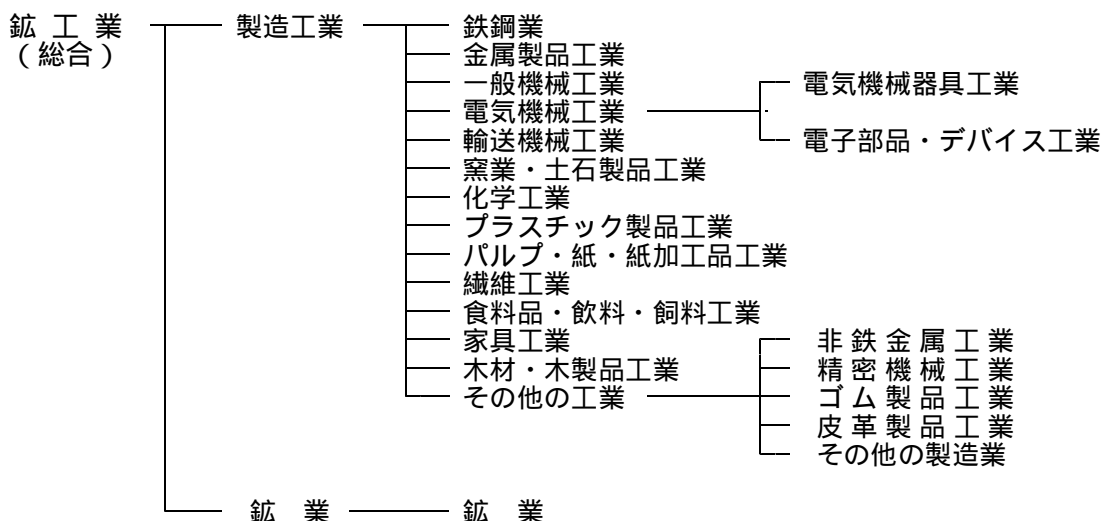 鉱 工 業 製造工業 鉄鋼業
(総合) 金属製品工業
一般機械工業 電気機械器具工業
電気機械工業
輸送機械工業 電子部品・デバイス工業
窯業・土石製品工業
化学工業
プラスチック製品工業
パルプ・紙・紙加工品工業
繊維工業
食料品・飲料・飼料工業
家具工業 非 鉄 金 属 工 業
木材・木製品工業 精 密 機 械 工 業
その他の工業 ゴ ム 製 品 工 業
皮 革 製 品 工 業
その他の製造業
鉱 業 鉱 業